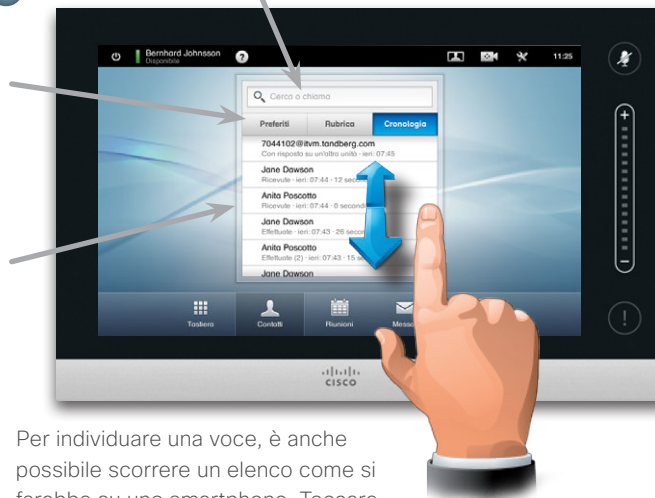 Bernhard Johnsson
Disponibile
?
11:25
Cerca o chiama
Preferiti Rubrica Cronologia
7044102@itvm.tandberg.com
Con risposta su un'altra unità - ieri: 07:45
Jane Dawson
Ricevute - ieri: 07:44 - 12 secon
Anita Poscotto
Ricevute - ieri: 07:44 - 0 secondi
Jane Dawson
Effettuate - ieri: 07:43 - 26 secon
Anita Poscotto
Effettuate (2) - ieri: 07:43 - 15 se
Jane Dawson
Tastiera Contatti Riunioni Messa
+
−
!
CISCO
Per individuare una voce, è anche
possibile scorrere un elenco come si
farebbe su uno smartphone. Toccare